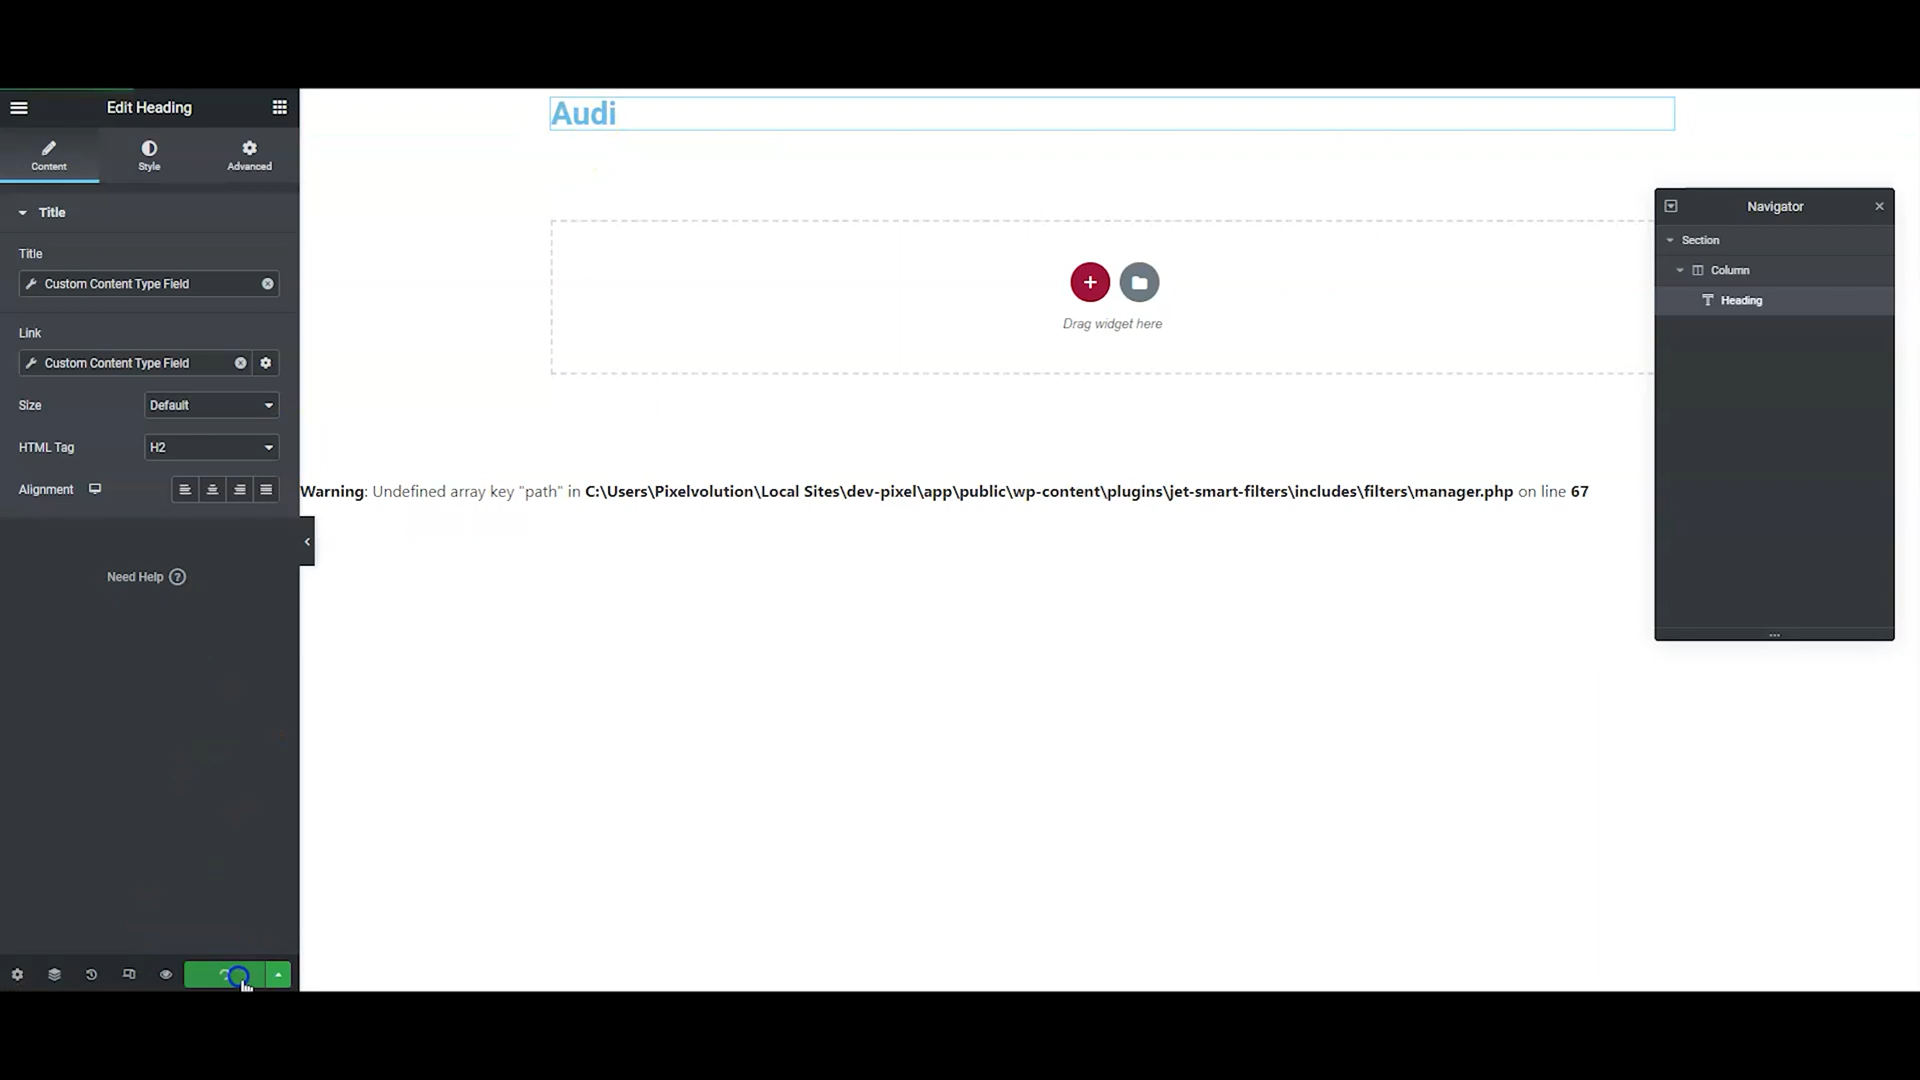 Edit Heading
Content
Style
Advanced
Title
Title
Custom Content Type Field
Link
Custom Content Type Field
Size
Default
HTML Tag
H2
Alignment
Need Help
Audi
Drag widget here
Warning: Undefined array key "path" in C:\Users\Pixelvolution\Local Sites\dev-pixel\app\public\wp-content\plugins\jet-smart-filters\includes\filters\manager.php on line 67
Navigator
Section
Column
Heading